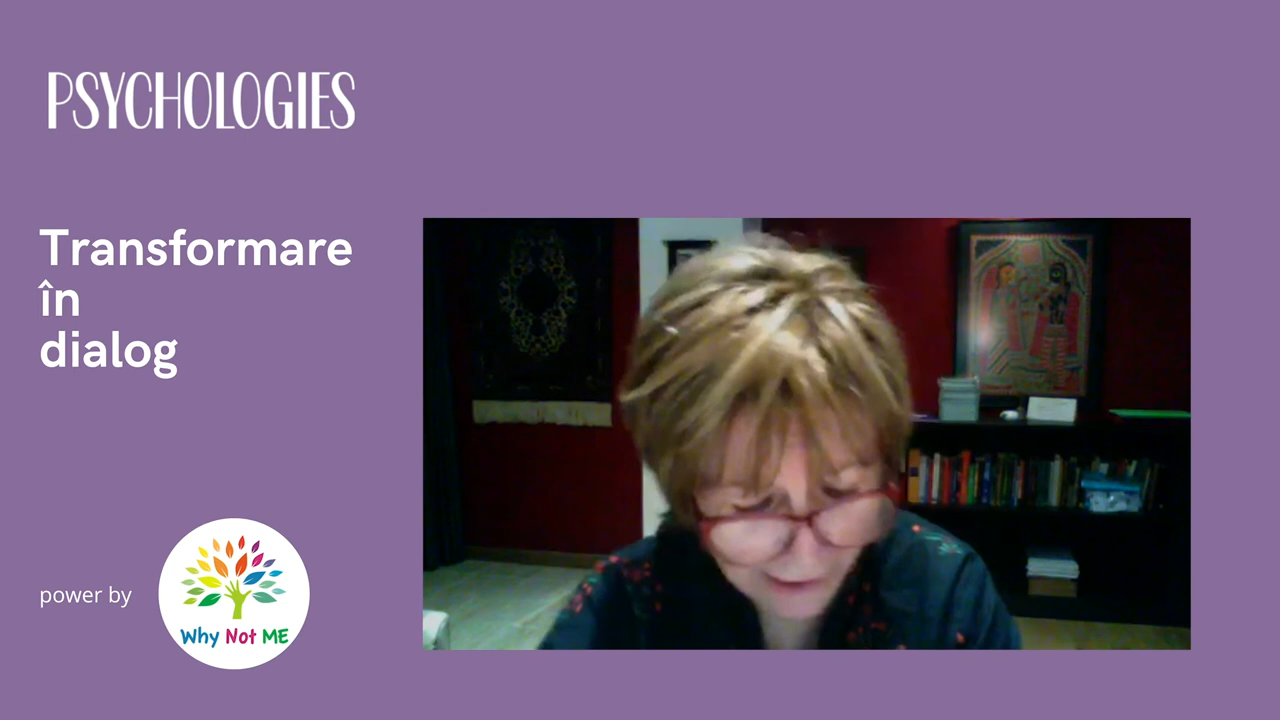 PSYCHOLOGIES
Transformare
în
dialog
power by
Why Not ME